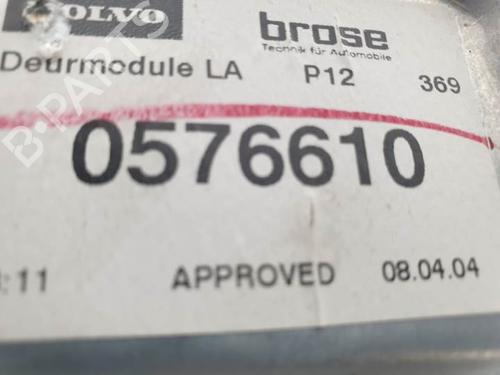 VOLVO
brose
Technik für Automobile
Deurmodule LA P12 369
0576610
:11 APPROVED 08.04.04
B-PARTS